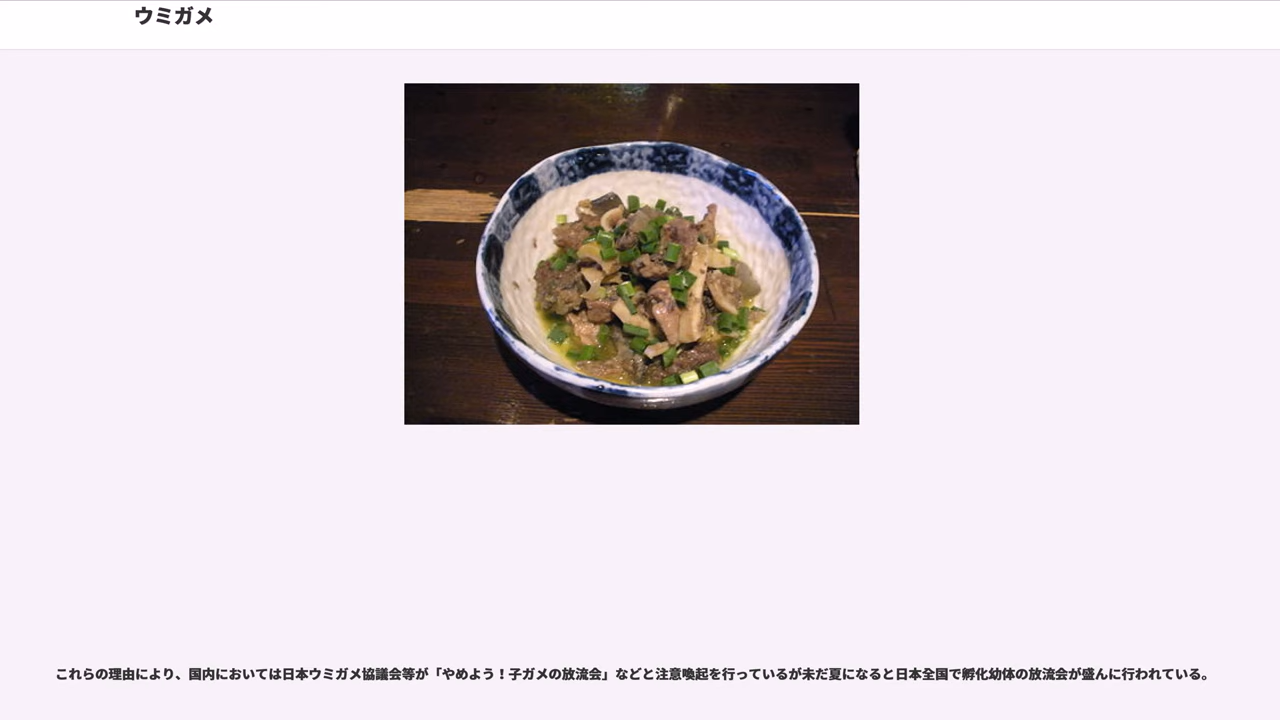 ウミガメ
これらの理由により、国内においては日本ウミガメ協議会等が「やめよう！子ガメの放流会」などと注意喚起を行っているが未だ夏になると日本全国で孵化幼体の放流会が盛んに行われている。